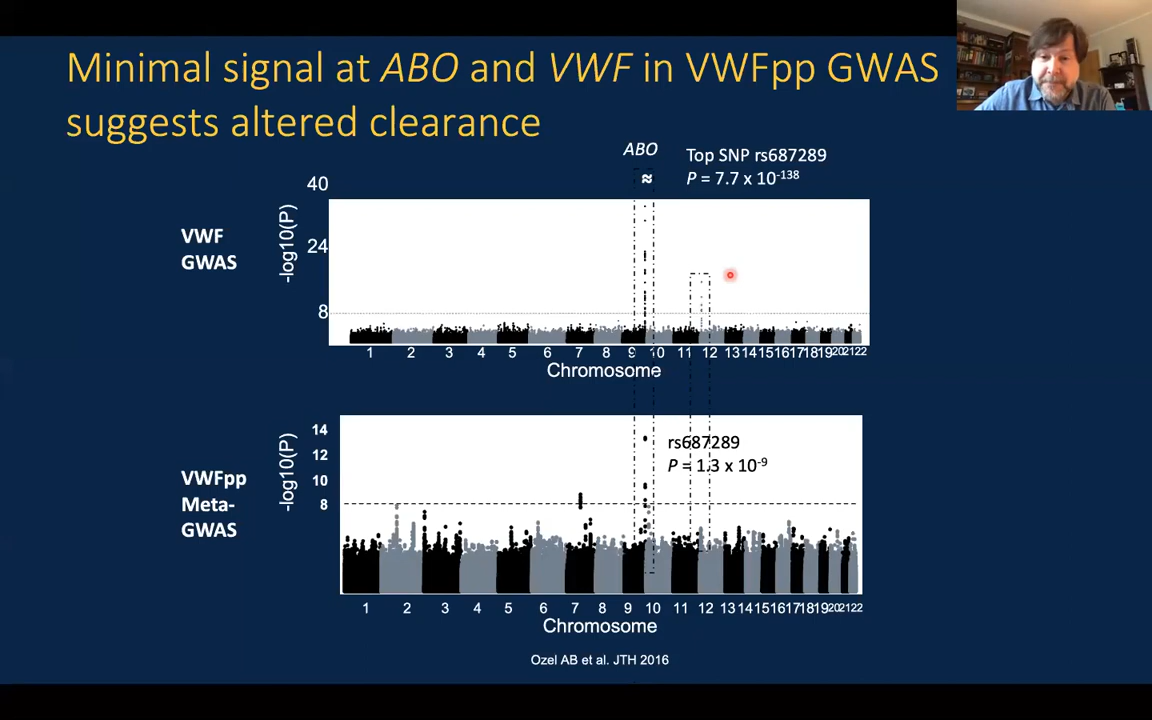 Minimal signal at ABO and VWF in VWFpp GWAS
suggests altered clearance
ABO
Top SNP rs687289
P = 7.7 x 10-138
≈
VWF
GWAS
-log10(P)
40
24
8
1 2 3 4 5 6 7 8 9 10 11 12 13 14 15 16 17 18 19 20 21 22
Chromosome
VWFpp
Meta-
GWAS
-log10(P)
14
12
10
8
rs687289
P = 1.3 x 10-9
1 2 3 4 5 6 7 8 9 10 11 12 13 14 15 16 17 18 19 20 21 22
Chromosome
Ozel AB et al. JTH 2016